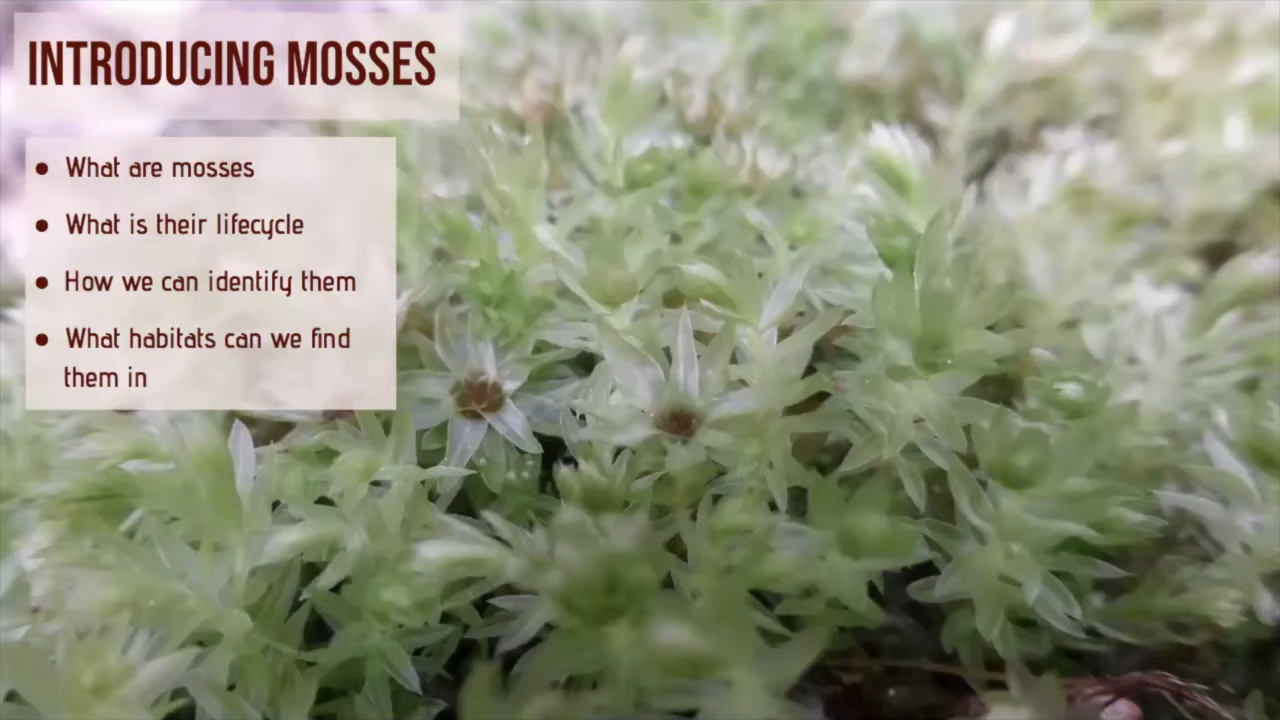 INTRODUCING MOSSES
• What are mosses
• What is their lifecycle
• How we can identify them
• What habitats can we find
them in